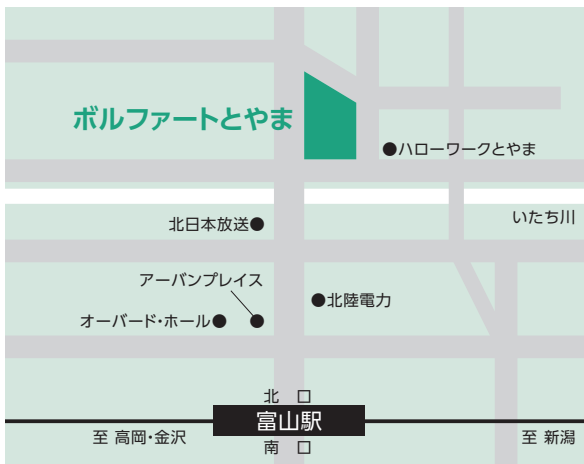 ボルファートとやま
●ハローワークとやま
いたち川
北日本放送●
アーバンプレイス
●北陸電力
オーバード・ホール●
北 口
富山駅
至 高岡・金沢
至 新潟
南 口